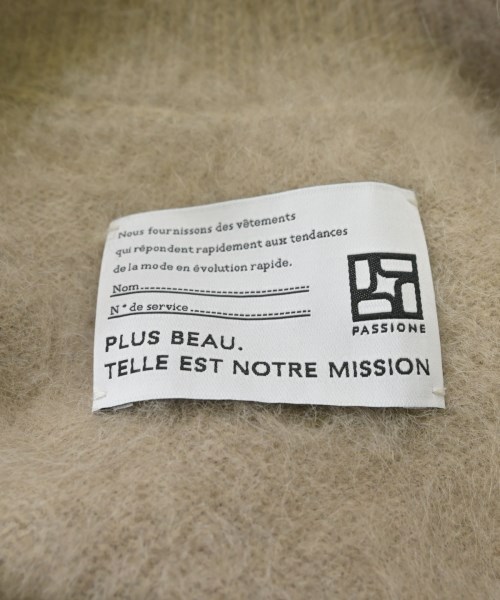 Nous fournissons des vêtements
qui répondent rapidement aux tendances
de la mode en évolution rapide.
Nom
N° de service
PASSIONE
PLUS BEAU.
TELLE EST NOTRE MISSION